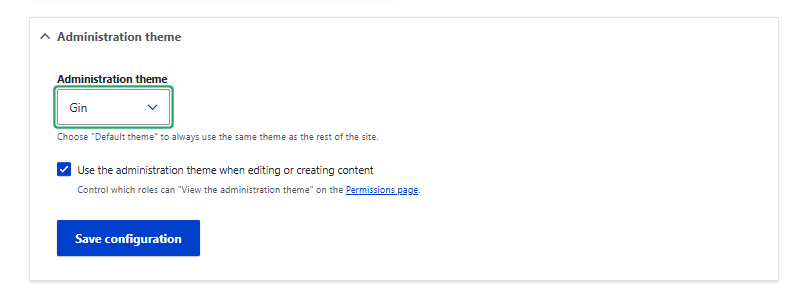 Administration theme
Administration theme
Gin
Choose "Default theme" to always use the same theme as the rest of the site.
Use the administration theme when editing or creating content
Control which roles can "View the administration theme" on the Permissions page.
Save configuration